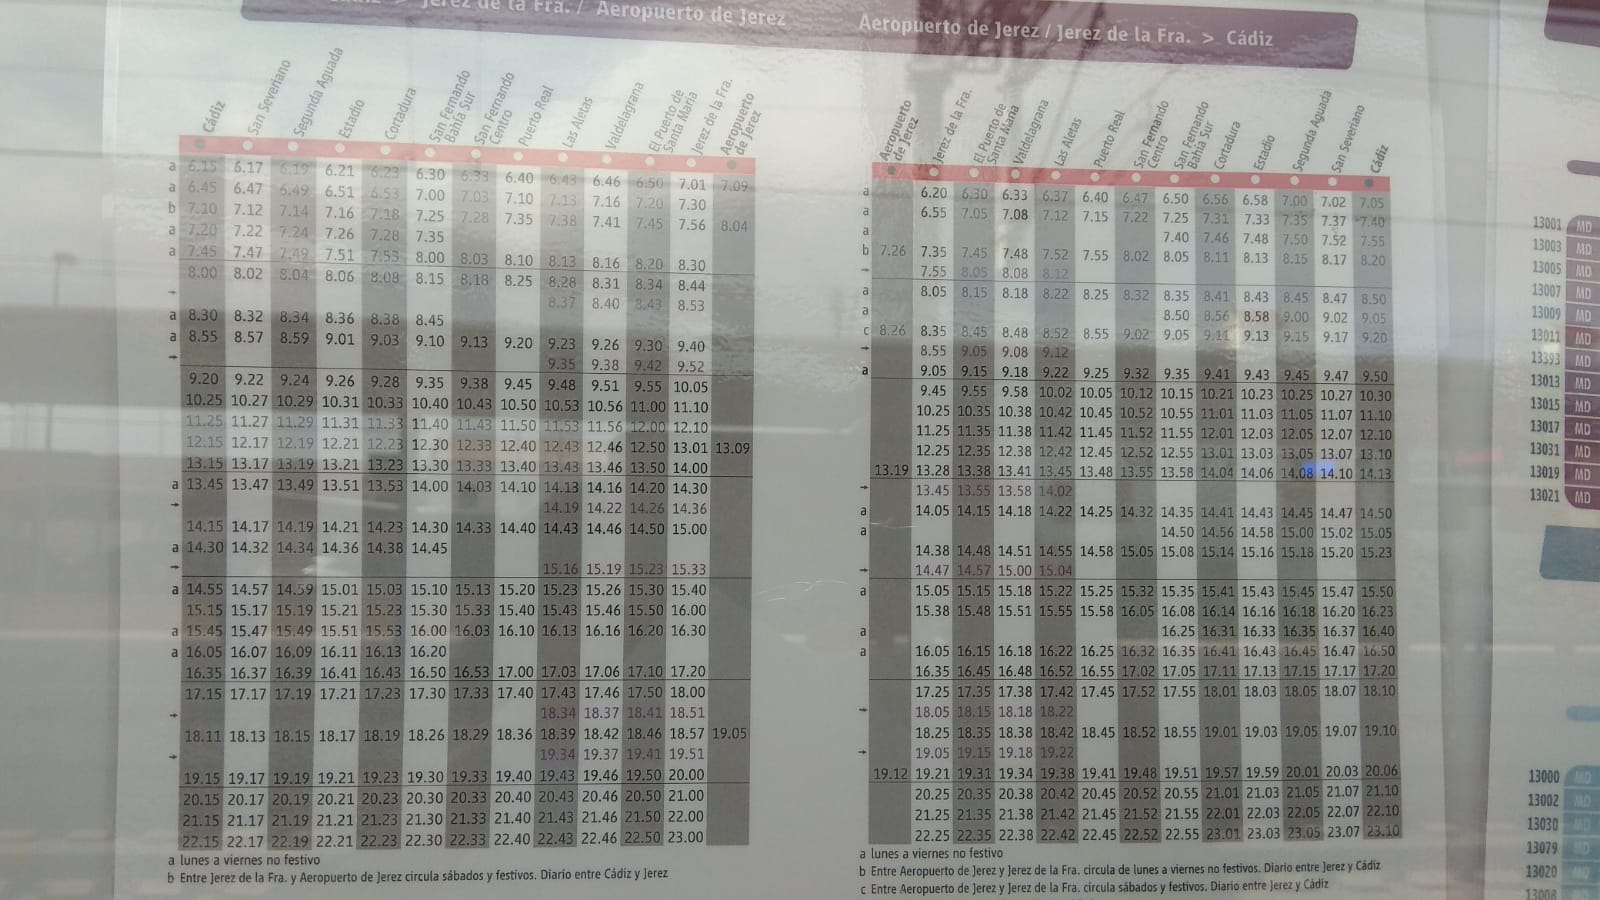 Cádiz > Jerez de la Fra. / Aeropuerto de Jerez
Cádiz
San Severiano
Segunda Aguada
Estadio
Cortadura
San Fernando Bahía Sur
San Fernando Centro
Puerto Real
Las Aletas
Valdelagrana
El Puerto de Santa María
Jerez de la Fra.
Aeropuerto de Jerez
a 6.15 6.17 6.19 6.21 6.23 6.30 6.33 6.40 6.43 6.46 6.50 7.01 7.09
a 6.45 6.47 6.49 6.51 6.53 7.00 7.03 7.10 7.13 7.16 7.20 7.30
b 7.10 7.12 7.14 7.16 7.18 7.25 7.28 7.35 7.38 7.41 7.45 7.56 8.04
a 7.20 7.22 7.24 7.26 7.28 7.35
a 7.45 7.47 7.49 7.51 7.53 8.00 8.03 8.10 8.13 8.16 8.20 8.30
8.00 8.02 8.04 8.06 8.08 8.15 8.18 8.25 8.28 8.31 8.34 8.44
→ 8.37 8.40 8.43 8.53
a 8.30 8.32 8.34 8.36 8.38 8.45
a 8.55 8.57 8.59 9.01 9.03 9.10 9.13 9.20 9.23 9.26 9.30 9.40
→ 9.35 9.38 9.42 9.52
9.20 9.22 9.24 9.26 9.28 9.35 9.38 9.45 9.48 9.51 9.55 10.05
10.25 10.27 10.29 10.31 10.33 10.40 10.43 10.50 10.53 10.56 11.00 11.10
11.25 11.27 11.29 11.31 11.33 11.40 11.43 11.50 11.53 11.56 12.00 12.10
12.15 12.17 12.19 12.21 12.23 12.30 12.33 12.40 12.43 12.46 12.50 13.01 13.09
13.15 13.17 13.19 13.21 13.23 13.30 13.33 13.40 13.43 13.46 13.50 14.00
a 13.45 13.47 13.49 13.51 13.53 14.00 14.03 14.10 14.13 14.16 14.20 14.30
→ 14.19 14.22 14.26 14.36
14.15 14.17 14.19 14.21 14.23 14.30 14.33 14.40 14.43 14.46 14.50 15.00
a 14.30 14.32 14.34 14.36 14.38 14.45
→ 15.16 15.19 15.23 15.33
a 14.55 14.57 14.59 15.01 15.03 15.10 15.13 15.20 15.23 15.26 15.30 15.40
15.15 15.17 15.19 15.21 15.23 15.30 15.33 15.40 15.43 15.46 15.50 16.00
a 15.45 15.47 15.49 15.51 15.53 16.00 16.03 16.10 16.13 16.16 16.20 16.30
a 16.05 16.07 16.09 16.11 16.13 16.20
16.35 16.37 16.39 16.41 16.43 16.50 16.53 17.00 17.03 17.06 17.10 17.20
17.15 17.17 17.19 17.21 17.23 17.30 17.33 17.40 17.43 17.46 17.50 18.00
→ 18.34 18.37 18.41 18.51
18.11 18.13 18.15 18.17 18.19 18.26 18.29 18.36 18.39 18.42 18.46 18.57 19.05
→ 19.34 19.37 19.41 19.51
19.15 19.17 19.19 19.21 19.23 19.30 19.33 19.40 19.43 19.46 19.50 20.00
20.15 20.17 20.19 20.21 20.23 20.30 20.33 20.40 20.43 20.46 20.50 21.00
21.15 21.17 21.19 21.21 21.23 21.30 21.33 21.40 21.43 21.46 21.50 22.00
22.15 22.17 22.19 22.21 22.23 22.30 22.33 22.40 22.43 22.46 22.50 23.00
a lunes a viernes no festivo
b Entre Jerez de la Fra. y Aeropuerto de Jerez circula sábados y festivos. Diario entre Cádiz y Jerez
Aeropuerto de Jerez / Jerez de la Fra. > Cádiz
Aeropuerto de Jerez
Jerez de la Fra.
El Puerto de Santa María
Valdelagrana
Las Aletas
Puerto Real
San Fernando Centro
San Fernando Bahía Sur
Cortadura
Estadio
Segunda Aguada
San Severiano
Cádiz
a 6.20 6.30 6.33 6.37 6.40 6.47 6.50 6.56 6.58 7.00 7.02 7.05
a 6.55 7.05 7.08 7.12 7.15 7.22 7.25 7.31 7.33 7.35 7.37 7.40
a 7.40 7.46 7.48 7.50 7.52 7.55
b 7.26 7.35 7.45 7.48 7.52 7.55 8.02 8.05 8.11 8.13 8.15 8.17 8.20
→ 7.55 8.05 8.08 8.12
a 8.05 8.15 8.18 8.22 8.25 8.32 8.35 8.41 8.43 8.45 8.47 8.50
a 8.50 8.56 8.58 9.00 9.02 9.05
c 8.26 8.35 8.45 8.48 8.52 8.55 9.02 9.05 9.11 9.13 9.15 9.17 9.20
→ 8.55 9.05 9.08 9.12
a 9.05 9.15 9.18 9.22 9.25 9.32 9.35 9.41 9.43 9.45 9.47 9.50
9.45 9.55 9.58 10.02 10.05 10.12 10.15 10.21 10.23 10.25 10.27 10.30
10.25 10.35 10.38 10.42 10.45 10.52 10.55 11.01 11.03 11.05 11.07 11.10
11.25 11.35 11.38 11.42 11.45 11.52 11.55 12.01 12.03 12.05 12.07 12.10
12.25 12.35 12.38 12.42 12.45 12.52 12.55 13.01 13.03 13.05 13.07 13.10
13.19 13.28 13.38 13.41 13.45 13.48 13.55 13.58 14.04 14.06 14.08 14.10 14.13
→ 13.45 13.55 13.58 14.02
a 14.05 14.15 14.18 14.22 14.25 14.32 14.35 14.41 14.43 14.45 14.47 14.50
a 14.50 14.56 14.58 15.00 15.02 15.05
14.38 14.48 14.51 14.55 14.58 15.05 15.08 15.14 15.16 15.18 15.20 15.23
→ 14.47 14.57 15.00 15.04
a 15.05 15.15 15.18 15.22 15.25 15.32 15.35 15.41 15.43 15.45 15.47 15.50
15.38 15.48 15.51 15.55 15.58 16.05 16.08 16.14 16.16 16.18 16.20 16.23
a 16.25 16.31 16.33 16.35 16.37 16.40
a 16.05 16.15 16.18 16.22 16.25 16.32 16.35 16.41 16.43 16.45 16.47 16.50
16.35 16.45 16.48 16.52 16.55 17.02 17.05 17.11 17.13 17.15 17.17 17.20
17.25 17.35 17.38 17.42 17.45 17.52 17.55 18.01 18.03 18.05 18.07 18.10
→ 18.05 18.15 18.18 18.22
18.25 18.35 18.38 18.42 18.45 18.52 18.55 19.01 19.03 19.05 19.07 19.10
→ 19.05 19.15 19.18 19.22
19.12 19.21 19.31 19.34 19.38 19.41 19.48 19.51 19.57 19.59 20.01 20.03 20.06
20.25 20.35 20.38 20.42 20.45 20.52 20.55 21.01 21.03 21.05 21.07 21.10
21.25 21.35 21.38 21.42 21.45 21.52 21.55 22.01 22.03 22.05 22.07 22.10
22.25 22.35 22.38 22.42 22.45 22.52 22.55 23.01 23.03 23.05 23.07 23.10
a lunes a viernes no festivo
b Entre Aeropuerto de Jerez y Jerez de la Fra. circula de lunes a viernes no festivos. Diario entre Jerez y Cádiz
c Entre Aeropuerto de Jerez y Jerez de la Fra. circula sábados y festivos. Diario entre Jerez y Cádiz
13001 MD
13003 MD
13005 MD
13007 MD
13009 MD
13011 MD
13393 MD
13013 MD
13015 MD
13017 MD
13031 MD
13019 MD
13021 MD
13000 MD
13002 MD
13030 MD
13079 MD
13020 MD
13008 MD